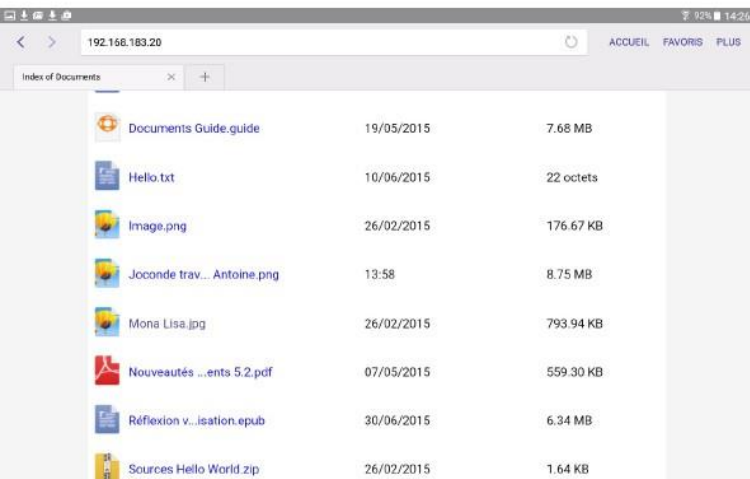 92% 14:26
192.168.183.20 ACCUEIL FAVORIS PLUS
Index of Documents
Documents Guide.guide 19/05/2015 7.68 MB
Hello.txt 10/06/2015 22 octets
Image.png 26/02/2015 176.67 KB
Joconde trav... Antoine.png 13:58 8.75 MB
Mona Lisa.jpg 26/02/2015 793.94 KB
Nouveautés ...ents 5.2.pdf 07/05/2015 559.30 KB
Réflexion v...isation.epub 30/06/2015 6.34 MB
Sources Hello World.zip 26/02/2015 1.64 KB